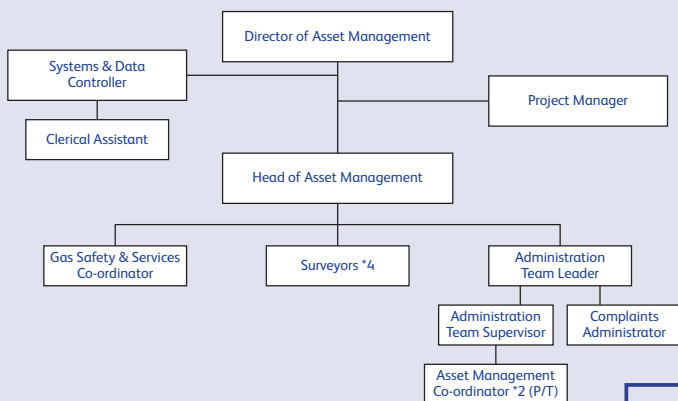 Director of Asset Management
Systems & Data
Controller
Project Manager
Clerical Assistant
Head of Asset Management
Gas Safety & Services
Co-ordinator
Surveyors *4
Administration
Team Leader
Administration
Team Supervisor
Complaints
Administrator
Asset Management
Co-ordinator *2 (P/T)